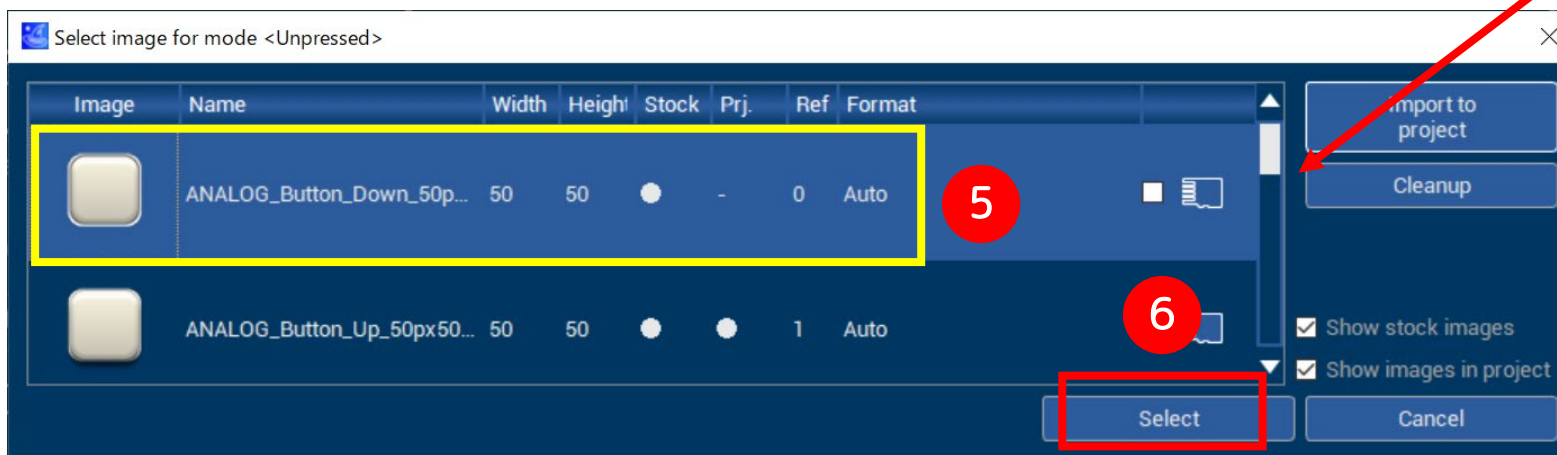 Select image for mode <Unpressed>
Image Name Width Height Stock Prj. Ref Format
Import to
project
ANALOG_Button_Down_50p... 50 50 - 0 Auto
5
Cleanup
ANALOG_Button_Up_50px50... 50 50 1 Auto
6
Show stock images
Show images in project
Select
Cancel